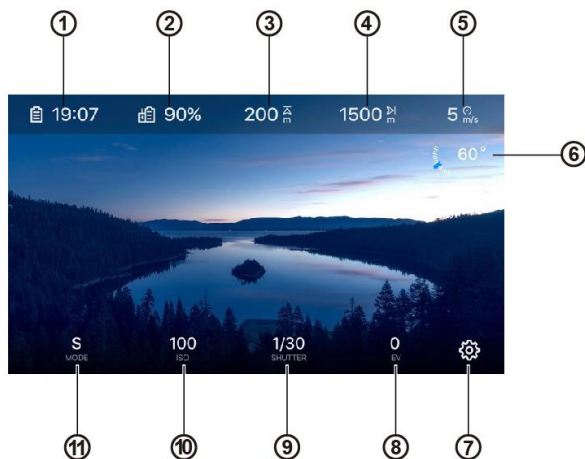 ① ② ③ ④ ⑤
19:07 90% 200 m 1500 m 5 m/s
60° ⑥
S 100 1/30 0
MODE ISO SHUTTER EV
⑪ ⑩ ⑨ ⑧ ⑦